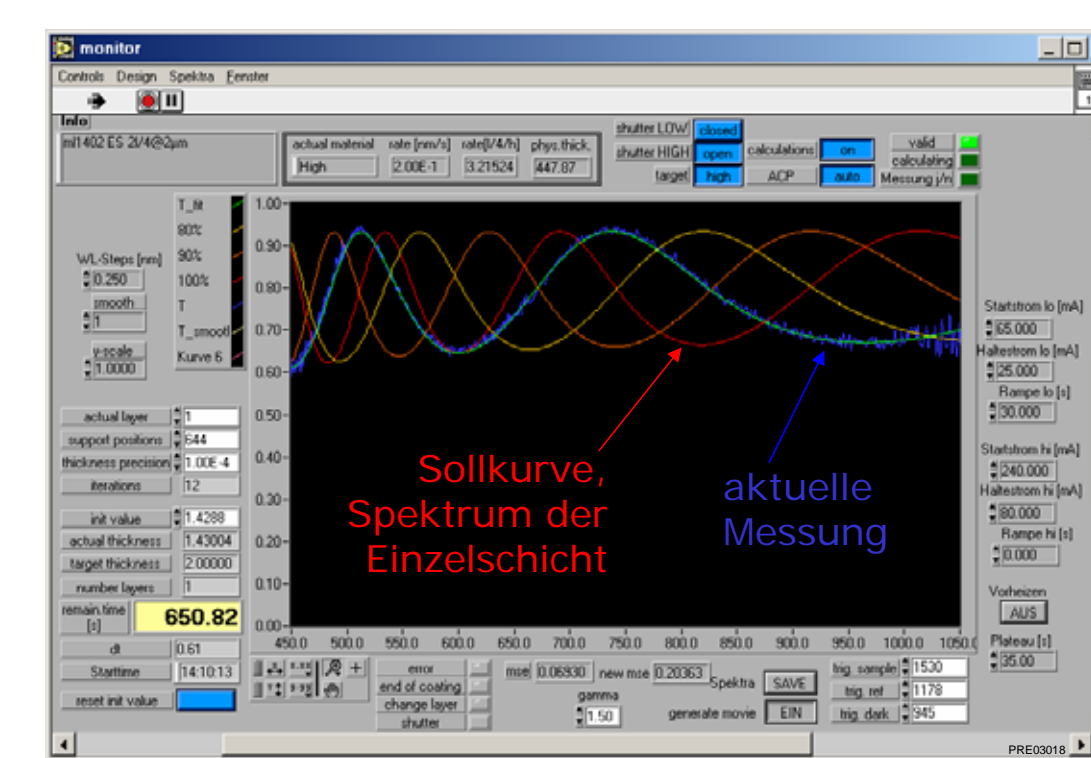 monitor
Controls Design Spektra Fenster
Info
ml1402 ES 2l/4@2µm
actual material rate [nm/s] rate[l/4/h] phys.thick.
High 2.00E-1 3.21524 447.87
shutter LOW closed
shutter HIGH open
target high
calculations on
ACP auto
valid
calculating
Messung j/n
WL-Steps [nm]
0.250
smooth
1
y-scale
1.0000
T_fit
80%
90%
100%
T
T_smootl
Kurve 6
1.00
0.90
0.80
0.70
0.60
0.50
0.40
0.30
0.20
0.10
0.00
450.0 500.0 550.0 600.0 650.0 700.0 750.0 800.0 850.0 900.0 950.0 1000.0 1050.0
Sollkurve,
Spektrum der
Einzelschicht
aktuelle
Messung
actual layer 1
support positions 644
thickness precision 1.00E-4
iterations 12
init value 1.4288
actual thickness 1.43004
target thickness 2.00000
number layers 1
remain.time
[s] 650.82
dt 0.61
Starttime 14:10:13
reset init value
Startstrom lo [mA]
65.000
Haltestrom lo [mA]
25.000
Rampe lo [s]
30.000
Startstrom hi [mA]
240.000
Haltestrom hi [mA]
80.000
Rampe hi [s]
0.000
Vorheizen
AUS
Plateau [s]
35.00
error
end of coating
change layer
shutter
mse 0.06930 new mse 0.20363
gamma
1.50
Spektra SAVE
generate movie EIN
trig. sample 1530
trig. ref 1178
trig. dark 945
PRE03018